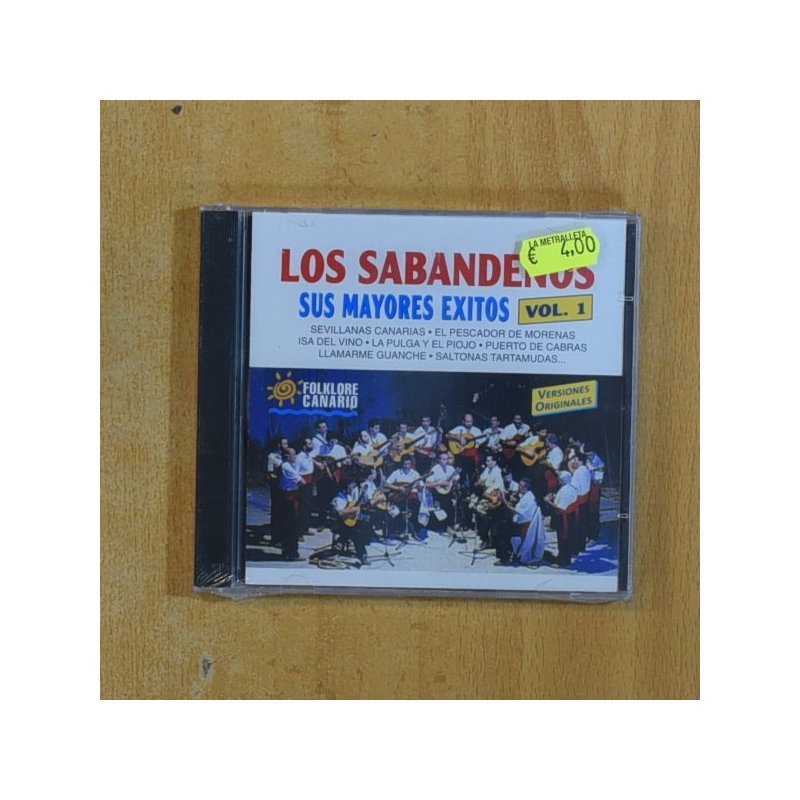 LA METRALLETA
€ 4,00
LOS SABANDEÑOS
SUS MAYORES EXITOS VOL. 1
SEVILLANAS CANARIAS • EL PESCADOR DE MORENAS
ISA DEL VINO • LA PULGA Y EL PIOJO • PUERTO DE CABRAS
LLAMARME GUANCHE • SALTONAS TARTAMUDAS...
FOLKLORE
CANARIO
VERSIONES
ORIGINALES